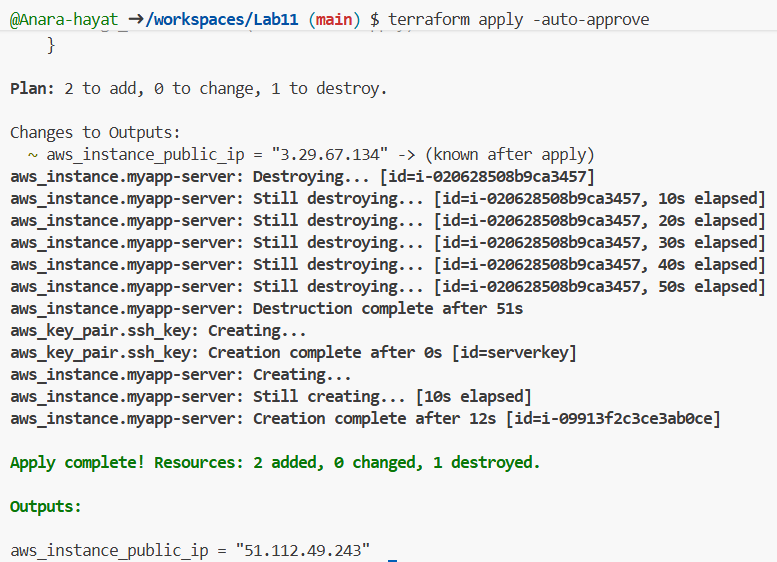 @Anara-hayat ➜/workspaces/Lab11 (main) $ terraform apply -auto-approve
}
Plan: 2 to add, 0 to change, 1 to destroy.
Changes to Outputs:
~ aws_instance_public_ip = "3.29.67.134" -> (known after apply)
aws_instance.myapp-server: Destroying... [id=i-020628508b9ca3457]
aws_instance.myapp-server: Still destroying... [id=i-020628508b9ca3457, 10s elapsed]
aws_instance.myapp-server: Still destroying... [id=i-020628508b9ca3457, 20s elapsed]
aws_instance.myapp-server: Still destroying... [id=i-020628508b9ca3457, 30s elapsed]
aws_instance.myapp-server: Still destroying... [id=i-020628508b9ca3457, 40s elapsed]
aws_instance.myapp-server: Still destroying... [id=i-020628508b9ca3457, 50s elapsed]
aws_instance.myapp-server: Destruction complete after 51s
aws_key_pair.ssh_key: Creating...
aws_key_pair.ssh_key: Creation complete after 0s [id=serverkey]
aws_instance.myapp-server: Creating...
aws_instance.myapp-server: Still creating... [10s elapsed]
aws_instance.myapp-server: Creation complete after 12s [id=i-09913f2c3ce3ab0ce]
Apply complete! Resources: 2 added, 0 changed, 1 destroyed.
Outputs:
aws_instance_public_ip = "51.112.49.243"